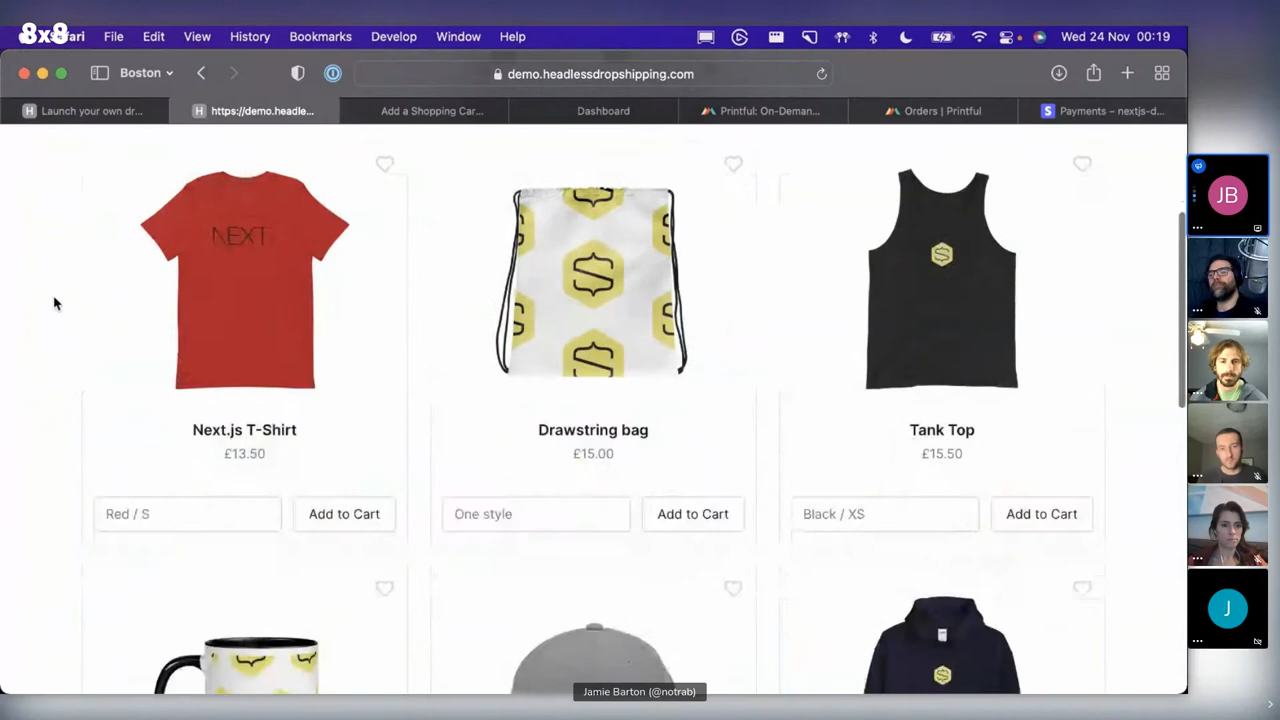 8x8
Safari File Edit View History Bookmarks Develop Window Help Wed 24 Nov 00:19
Boston demo.headlessdropshipping.com
Launch your own dr... https://demo.headle... Add a Shopping Car... Dashboard Printful: On-Deman... Orders | Printful Payments – nextjs-d...
NEXT
Next.js T-Shirt Drawstring bag Tank Top
£13.50 £15.00 £15.50
Red / S Add to Cart One style Add to Cart Black / XS Add to Cart
JB
J
Jamie Barton (@notrab)